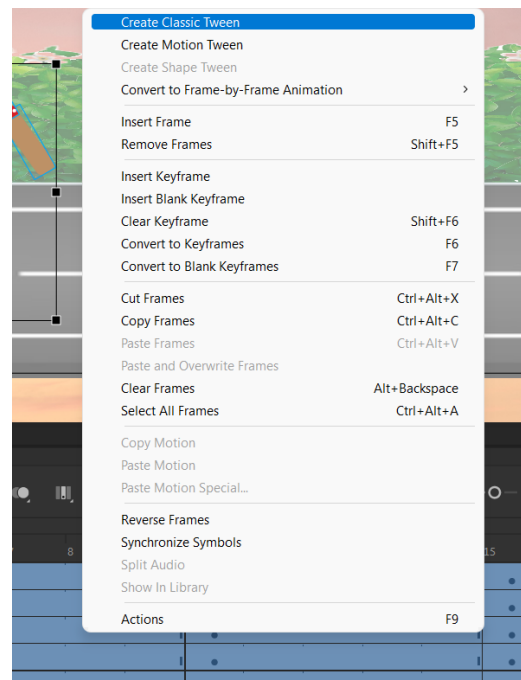 Create Classic Tween
Create Motion Tween
Create Shape Tween
Convert to Frame-by-Frame Animation >
Insert Frame F5
Remove Frames Shift+F5
Insert Keyframe
Insert Blank Keyframe
Clear Keyframe Shift+F6
Convert to Keyframes F6
Convert to Blank Keyframes F7
Cut Frames Ctrl+Alt+X
Copy Frames Ctrl+Alt+C
Paste Frames Ctrl+Alt+V
Paste and Overwrite Frames
Clear Frames Alt+Backspace
Select All Frames Ctrl+Alt+A
Copy Motion
Paste Motion
Paste Motion Special...
Reverse Frames
Synchronize Symbols
Split Audio
Show In Library
8 15
Actions F9